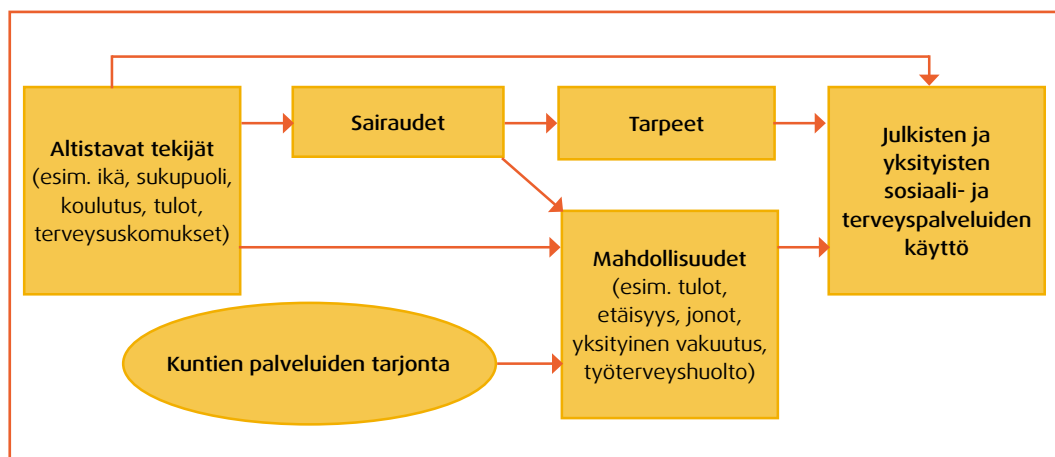 Altistavat tekijät
(esim. ikä, sukupuoli,
koulutus, tulot,
terveysuskomukset)
Sairaudet
Tarpeet
Julkisten ja
yksityisten
sosiaali- ja
terveyspalveluiden
käyttö
Mahdollisuudet
(esim. tulot,
etäisyys, jonot,
yksityinen vakuutus,
työterveyshuolto)
Kuntien palveluiden tarjonta